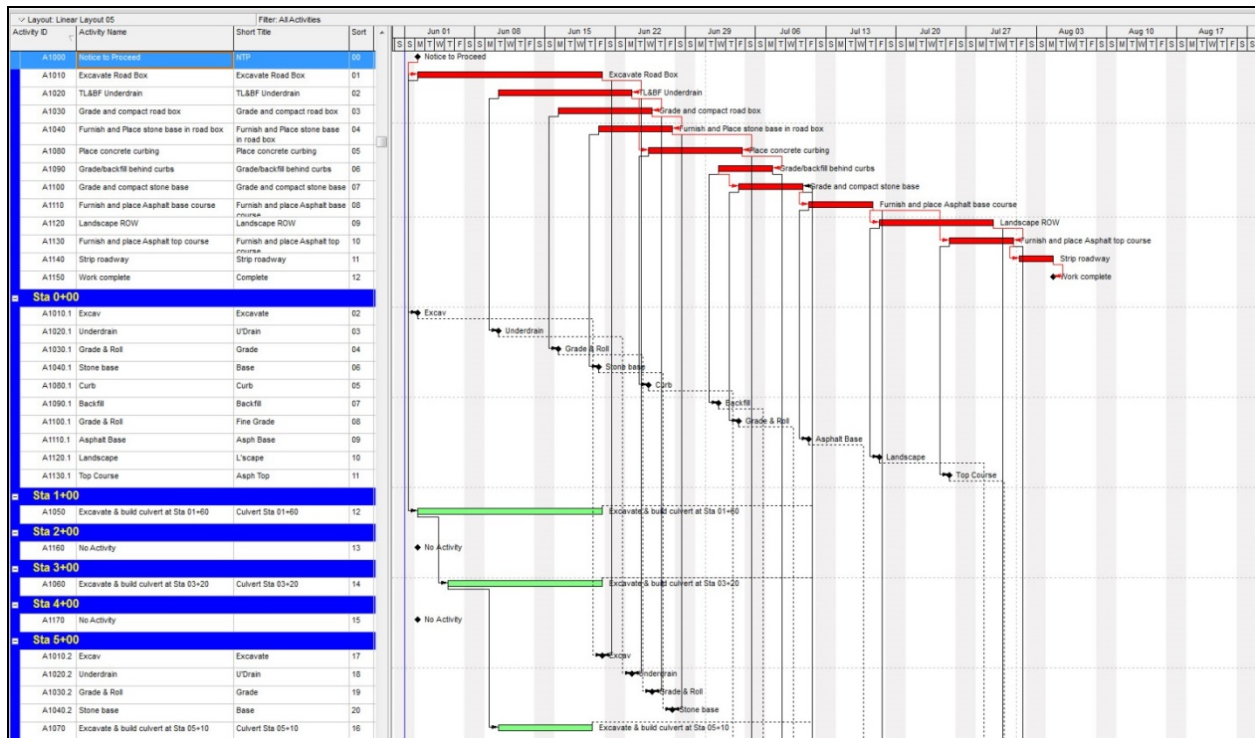 Layout: Linear Layout 05 Filter: All Activities
Activity ID Activity Name Short Title Sort
Jun 01 Jun 08 Jun 15 Jun 22 Jun 29 Jul 06 Jul 13 Jul 20 Jul 27 Aug 03 Aug 10 Aug 17
S S M T W T F S S M T W T F S S M T W T F S S M T W T F S S M T W T F S S M T W T F S S M T W T F S S M T W T F S S M T W T F S S M T W T F S S M T W T F S S M T W T F S
A1000 Notice to Proceed NTP 00 Notice to Proceed
A1010 Excavate Road Box Excavate Road Box 01 Excavate Road Box
A1020 TL&BF Underdrain TL&BF Underdrain 02 TL&BF Underdrain
A1030 Grade and compact road box Grade and compact road box 03 Grade and compact road box
A1040 Furnish and Place stone base in road box Furnish and Place stone base 04 Furnish and Place stone base in road box
in road box
A1080 Place concrete curbing Place concrete curbing 05 Place concrete curbing
A1090 Grade/backfill behind curbs Grade/backfill behind curbs 06 Grade/backfill behind curbs
A1100 Grade and compact stone base Grade and compact stone base 07 Grade and compact stone base
A1110 Furnish and place Asphalt base course Furnish and place Asphalt base 08 Furnish and place Asphalt base course
course
A1120 Landscape ROW Landscape ROW 09 Landscape ROW
A1130 Furnish and place Asphalt top course Furnish and place Asphalt top 10 Furnish and place Asphalt top course
course
A1140 Strip roadway Strip roadway 11 Strip roadway
A1150 Work complete Complete 12 Work complete
Sta 0+00
A1010.1 Excav Excavate 02 Excav
A1020.1 Underdrain U'Drain 03 Underdrain
A1030.1 Grade & Roll Grade 04 Grade & Roll
A1040.1 Stone base Base 06 Stone base
A1080.1 Curb Curb 05 Curb
A1090.1 Backfill Backfill 07 Backfill
A1100.1 Grade & Roll Fine Grade 08 Grade & Roll
A1110.1 Asphalt Base Asph Base 09 Asphalt Base
A1120.1 Landscape L'scape 10 Landscape
A1130.1 Top Course Asph Top 11 Top Course
Sta 1+00
A1050 Excavate & build culvert at Sta 01+60 Culvert Sta 01+60 12 Excavate & build culvert at Sta 01+60
Sta 2+00
A1160 No Activity 13 No Activity
Sta 3+00
A1060 Excavate & build culvert at Sta 03+20 Culvert Sta 03+20 14 Excavate & build culvert at Sta 03+20
Sta 4+00
A1170 No Activity 15 No Activity
Sta 5+00
A1010.2 Excav Excavate 17 Excav
A1020.2 Underdrain U'Drain 18 Underdrain
A1030.2 Grade & Roll Grade 19 Grade & Roll
A1040.2 Stone base Base 20 Stone base
A1070 Excavate & build culvert at Sta 05+10 Culvert Sta 05+10 16 Excavate & build culvert at Sta 05+10